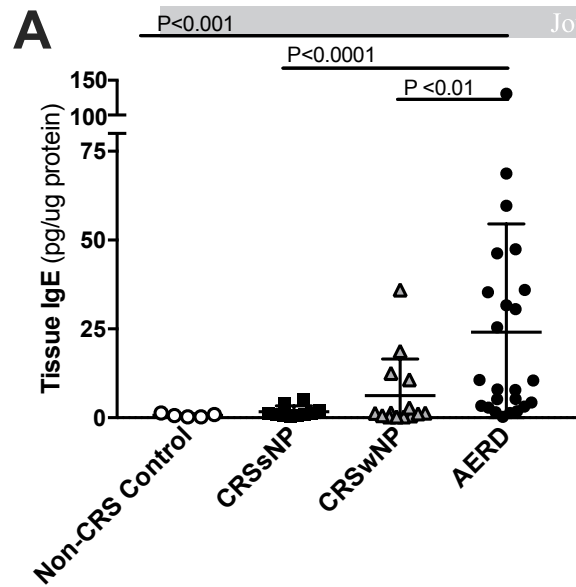 A
Jo
P<0.001
P<0.0001
P <0.01
150
100
75
50
25
0
Tissue IgE (pg/ug protein)
Non-CRS Control
CRSsNP
CRSwNP
AERD